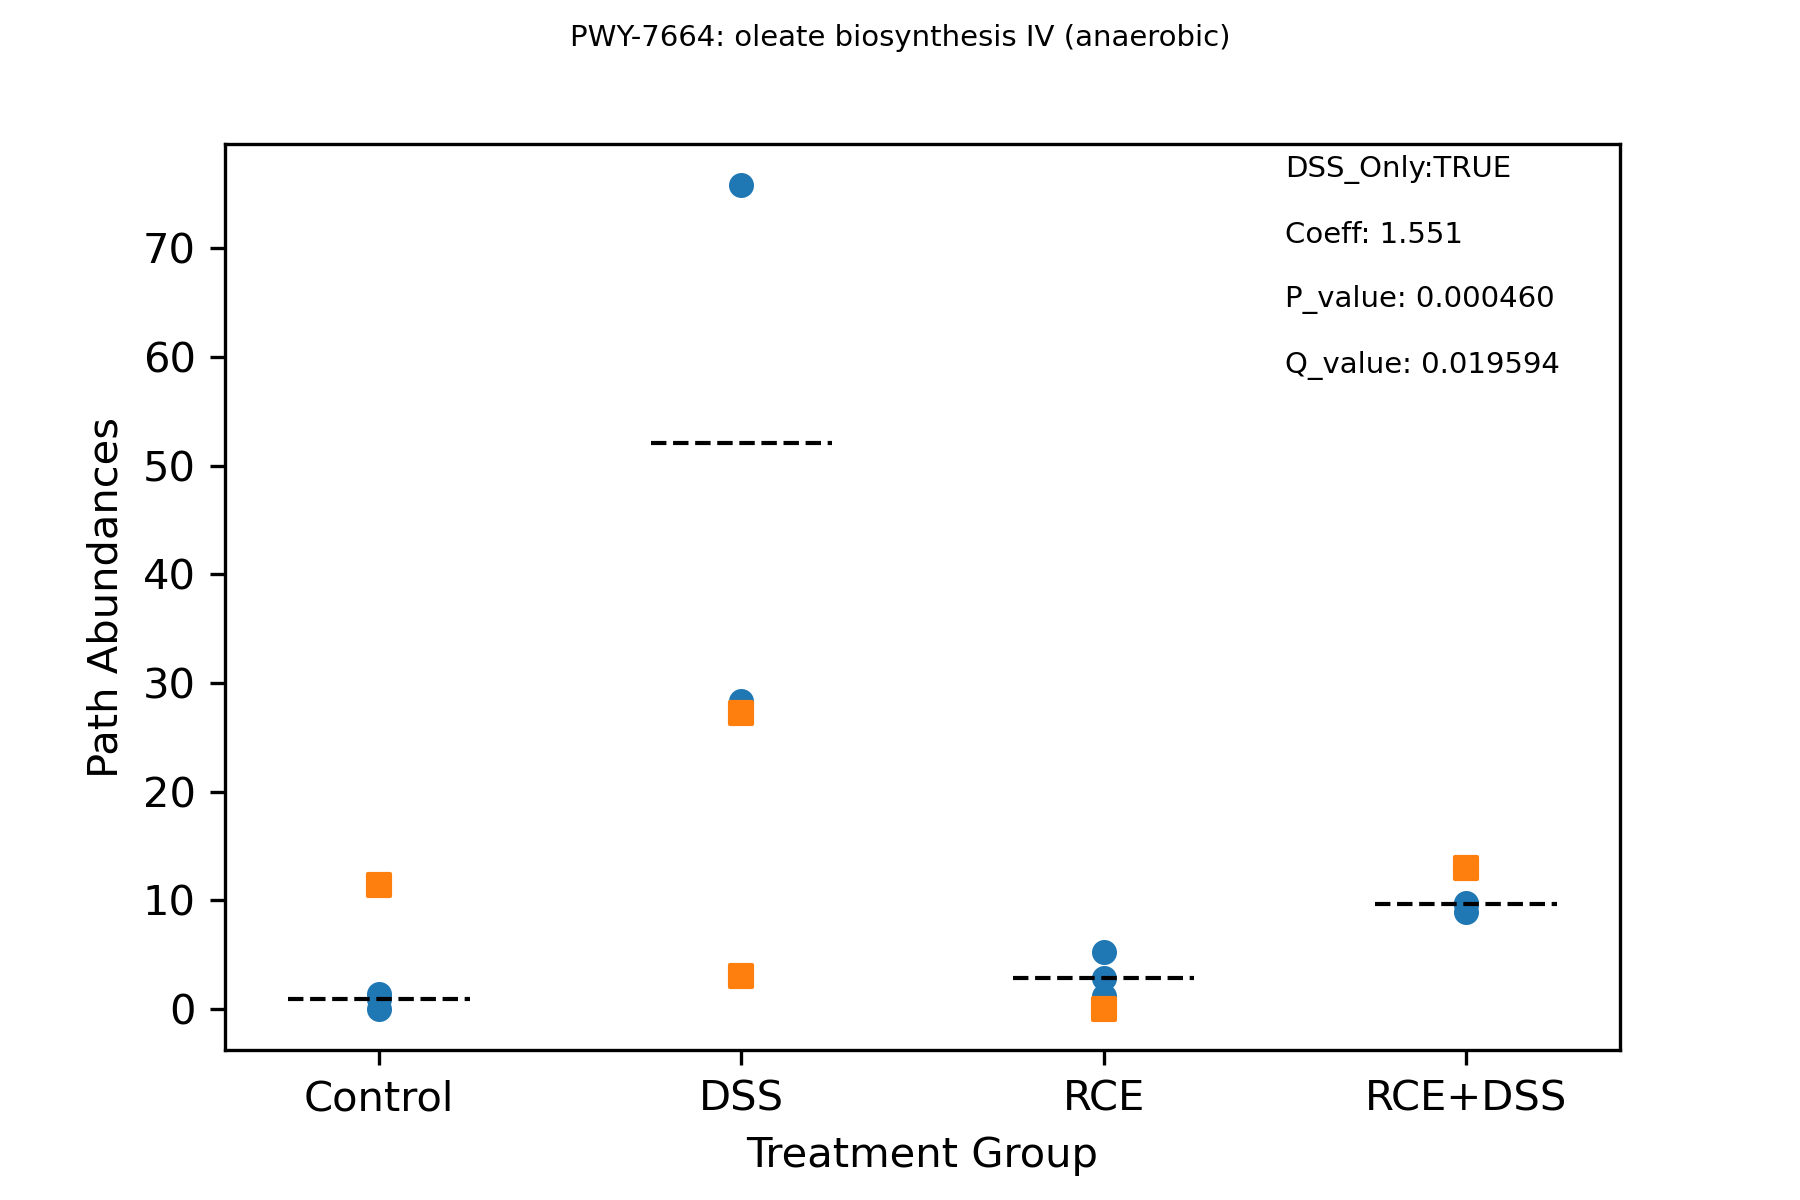 PWY-7664: oleate biosynthesis IV (anaerobic)
DSS_Only:TRUE
Coeff: 1.551
P_value: 0.000460
Q_value: 0.019594
Path Abundances
70
60
50
40
30
20
10
0
Control
DSS
RCE
RCE+DSS
Treatment Group